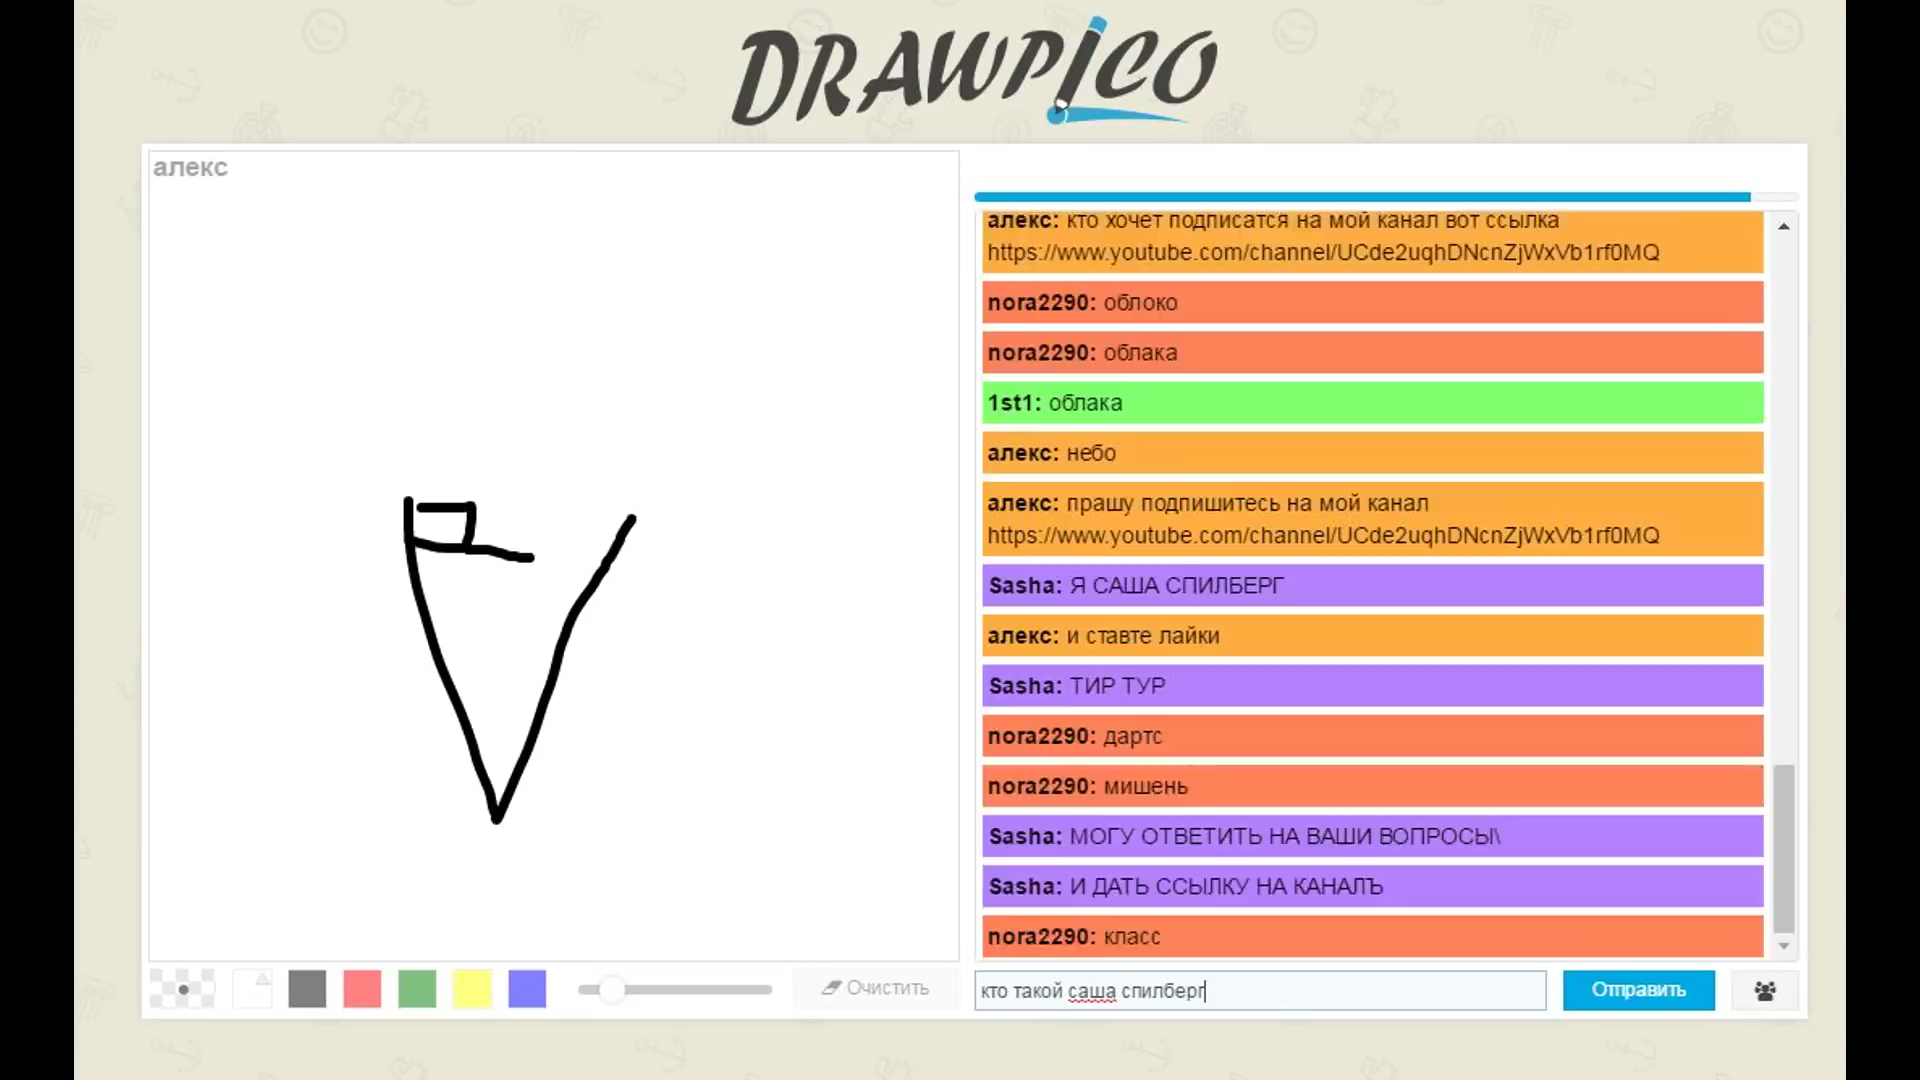 DRAWPICO
алекс
алекс: кто хочет подписатся на мой канал вот ссылка
https://www.youtube.com/channel/UCde2uqhDNcnZjWxVb1rf0MQ
nora2290: облоко
nora2290: облака
1st1: облака
алекс: небо
алекс: прашу подпишитесь на мой канал
https://www.youtube.com/channel/UCde2uqhDNcnZjWxVb1rf0MQ
Sasha: Я САША СПИЛБЕРГ
алекс: и ставте лайки
Sasha: ТИР ТУР
nora2290: дартс
nora2290: мишень
Sasha: МОГУ ОТВЕТИТЬ НА ВАШИ ВОПРОСЫ\
Sasha: И ДАТЬ ССЫЛКУ НА КАНАЛЪ
nora2290: класс
Очистить
кто такой саша спилберг
Отправить